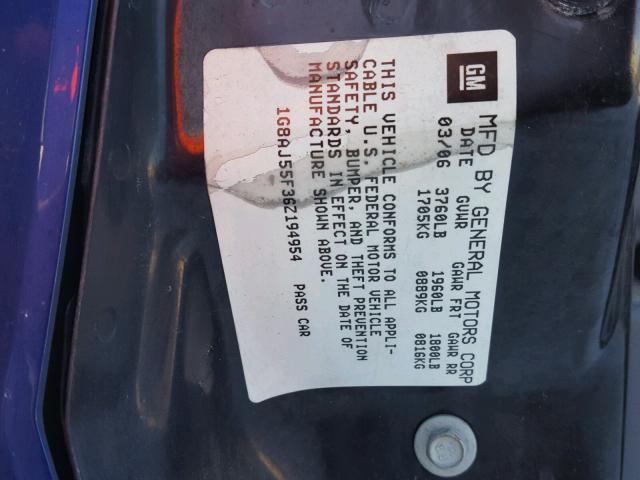 GM
MFD BY GENERAL MOTORS CORP
DATE GVWR GAWR FRT GAWR RR
03/06 3760LB 1960LB 1800LB
1705KG 0889KG 0816KG
THIS VEHICLE CONFORMS TO ALL APPLI-
CABLE U.S. FEDERAL MOTOR VEHICLE
SAFETY, BUMPER, AND THEFT PREVENTION
STANDARDS IN EFFECT ON THE DATE OF
MANUFACTURE SHOWN ABOVE.
1G8AJ55F36Z194954 PASS CAR